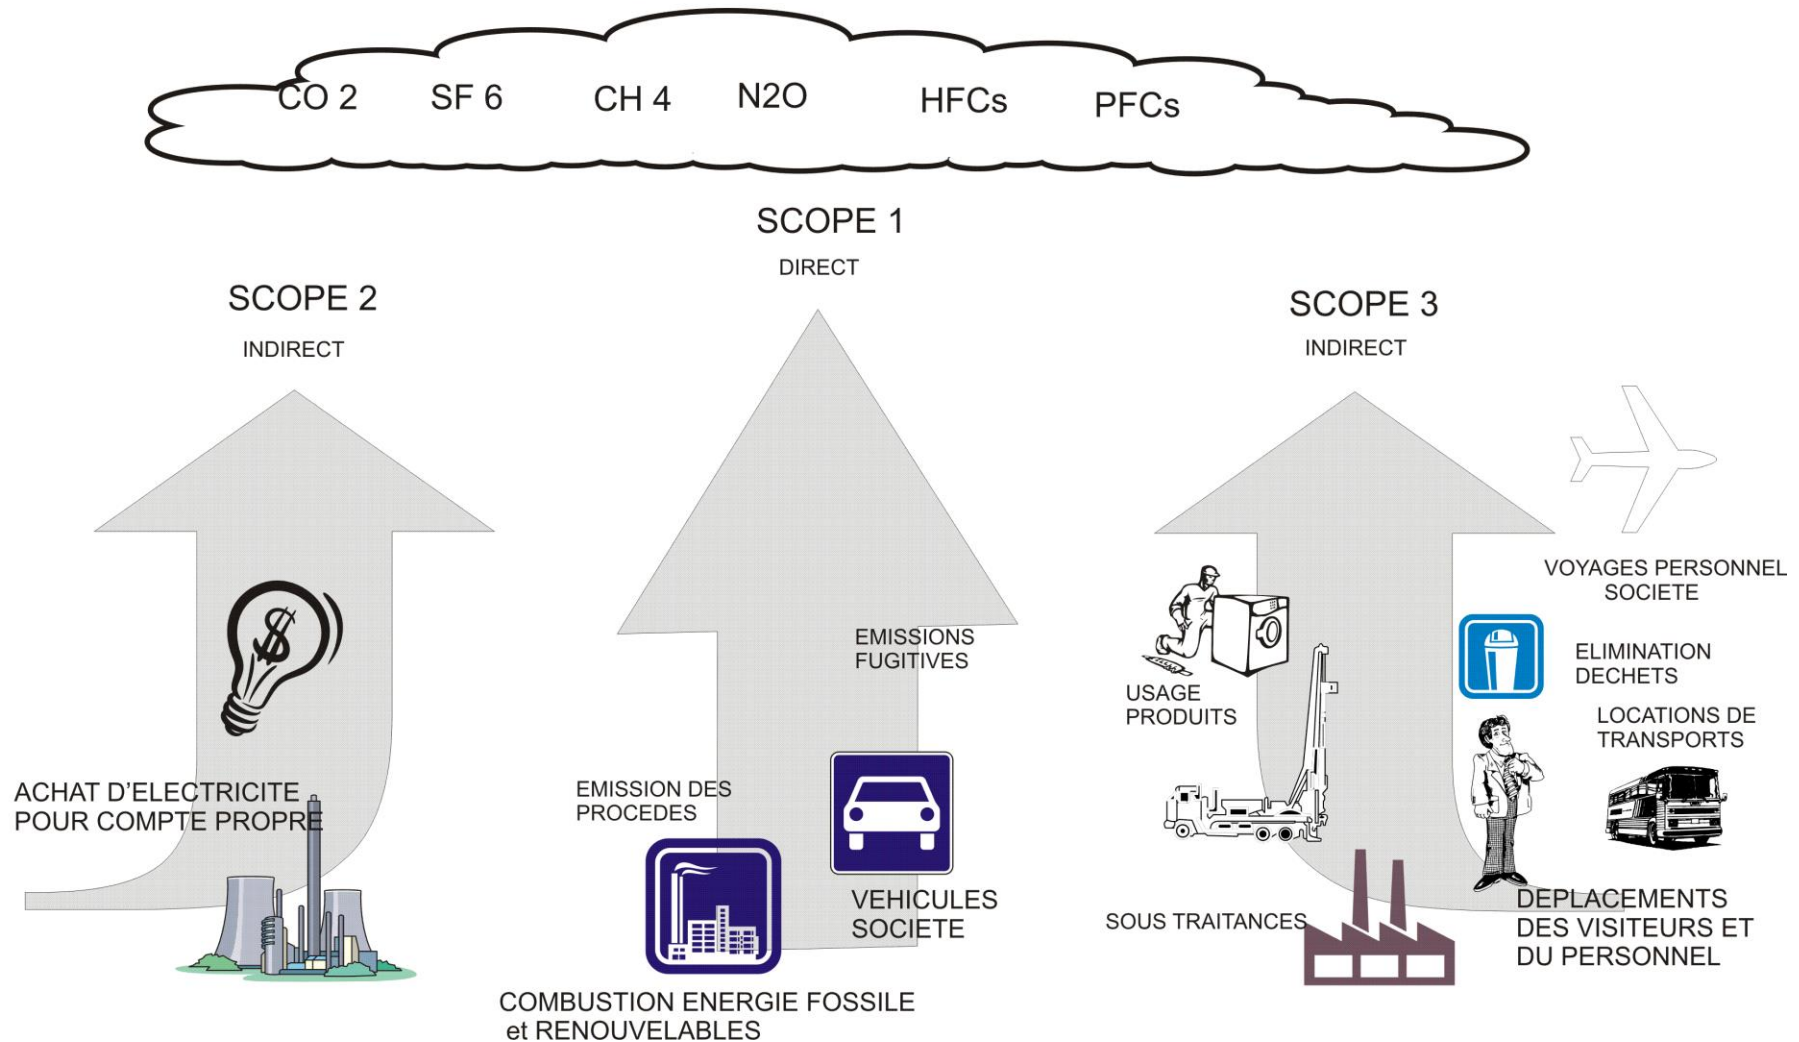 CO 2
SF 6
CH 4
N2O
HFCs
PFCs
SCOPE 1
DIRECT
SCOPE 2
INDIRECT
SCOPE 3
INDIRECT
$
ACHAT D'ELECTRICITE
POUR COMPTE PROPRE
EMISSIONS
FUGITIVES
EMISSION DES
PROCEDES
VEHICULES
SOCIETE
COMBUSTION ENERGIE FOSSILE
et RENOUVELABLES
VOYAGES PERSONNEL
SOCIETE
ELIMINATION
DECHETS
USAGE
PRODUITS
LOCATIONS DE
TRANSPORTS
SOUS TRAITANCES
DEPLACEMENTS
DES VISITEURS ET
DU PERSONNEL